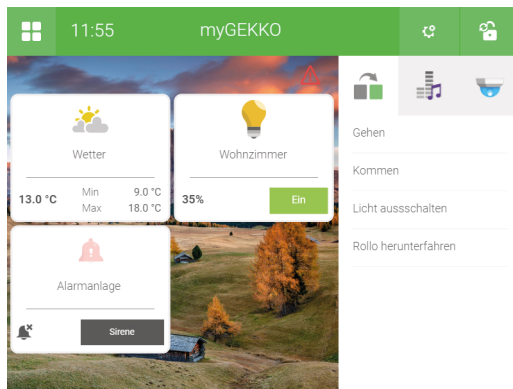 11:55
myGEKKO
Wetter
13.0 °C
Min 9.0 °C
Max 18.0 °C
Wohnzimmer
35%
Ein
Alarmanlage
Sirene
Gehen
Kommen
Licht aussschalten
Rollo herunterfahren